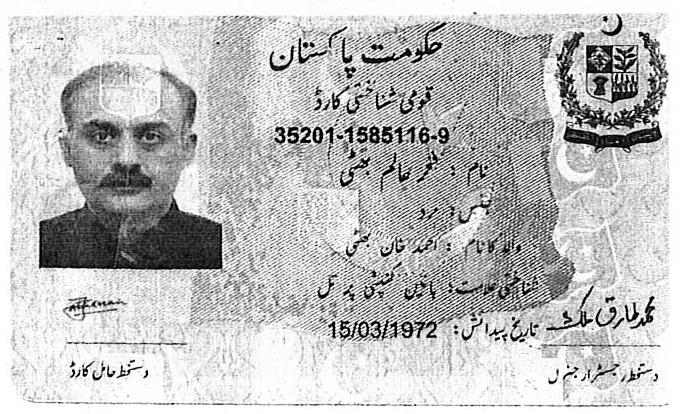 حکومت پاکستان
قومی شناختی کارڈ
35201-1585116-9
نام : ظفر عالم بھٹی
جنس: مرد
والد کا نام : احمد خان بھٹی
شناختی علامت: بائیں کنپٹی پر تل
تاریخ پیدائش: 15/03/1972
محمد طارق ملک
دستخط حامل کارڈ
دستخط رجسٹرار جنرل